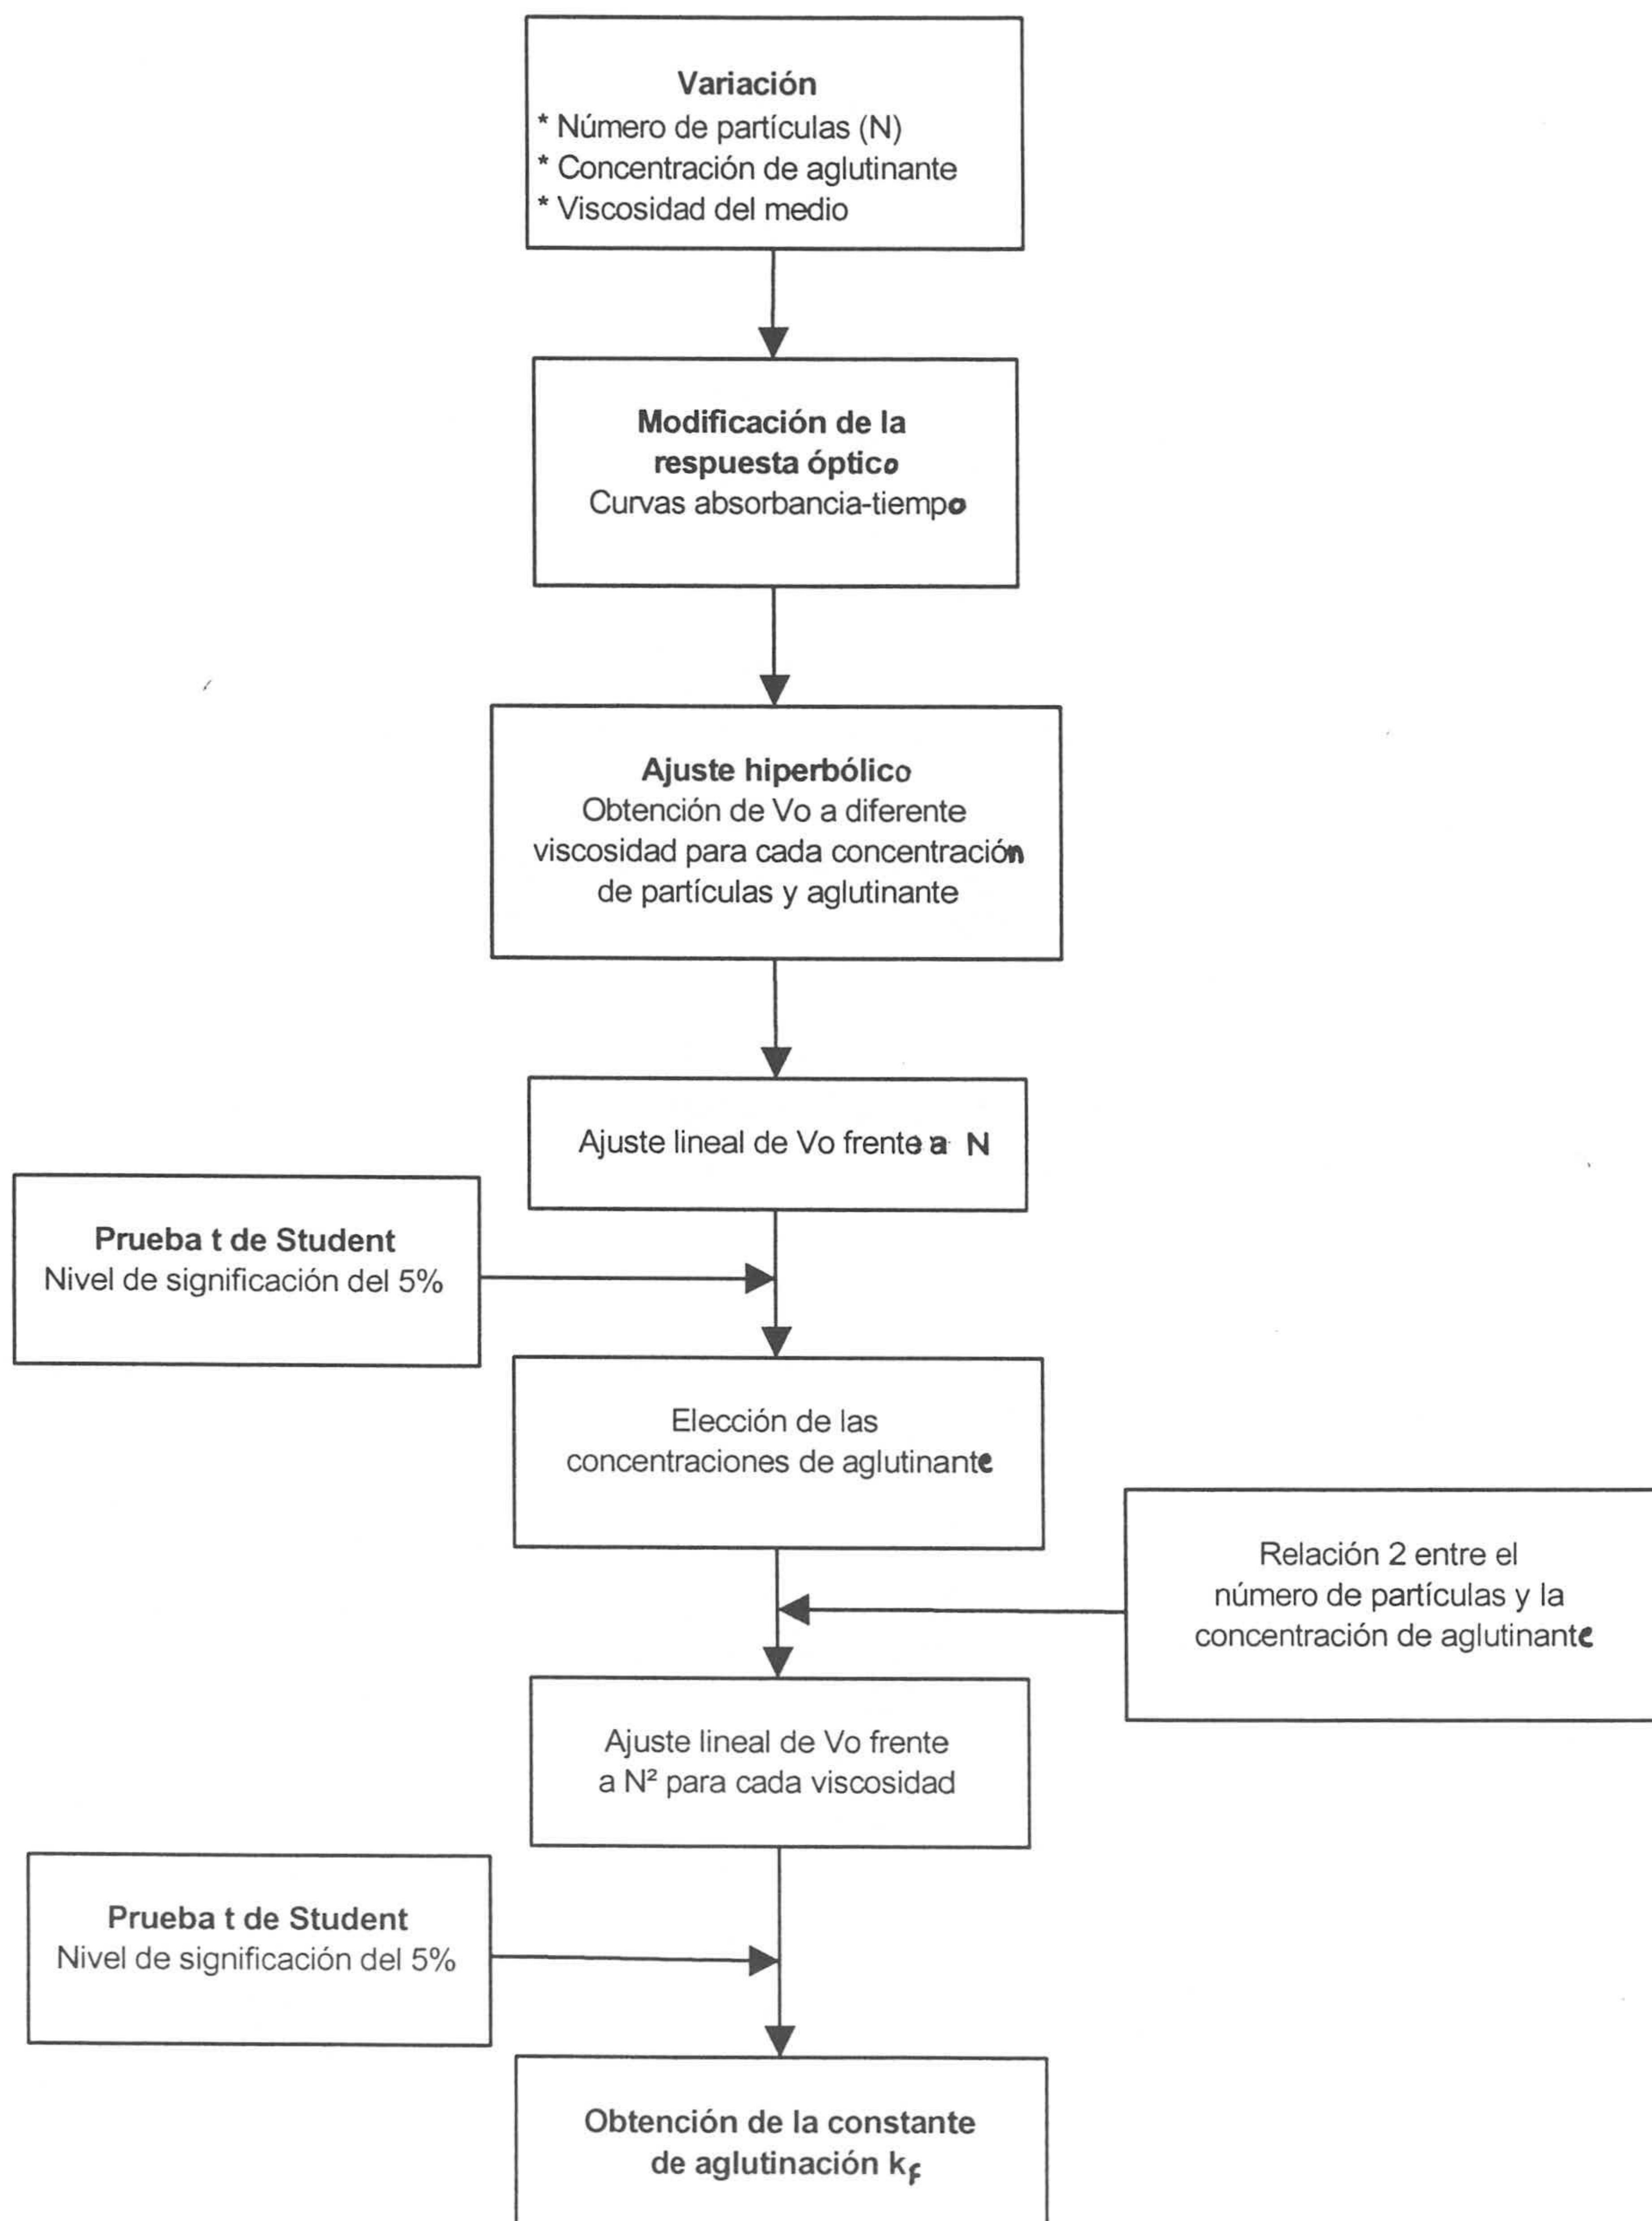 Variación
* Número de partículas (N)
* Concentración de aglutinante
* Viscosidad del medio
Modificación de la
respuesta óptico
Curvas absorbancia-tiempo
Ajuste hiperbólico
Obtención de Vo a diferente
viscosidad para cada concentración
de partículas y aglutinante
Ajuste lineal de Vo frente a N
Prueba t de Student
Nivel de significación del 5%
Elección de las
concentraciones de aglutinante
Relación 2 entre el
número de partículas y la
concentración de aglutinante
Ajuste lineal de Vo frente
a N² para cada viscosidad
Prueba t de Student
Nivel de significación del 5%
Obtención de la constante
de aglutinación kf